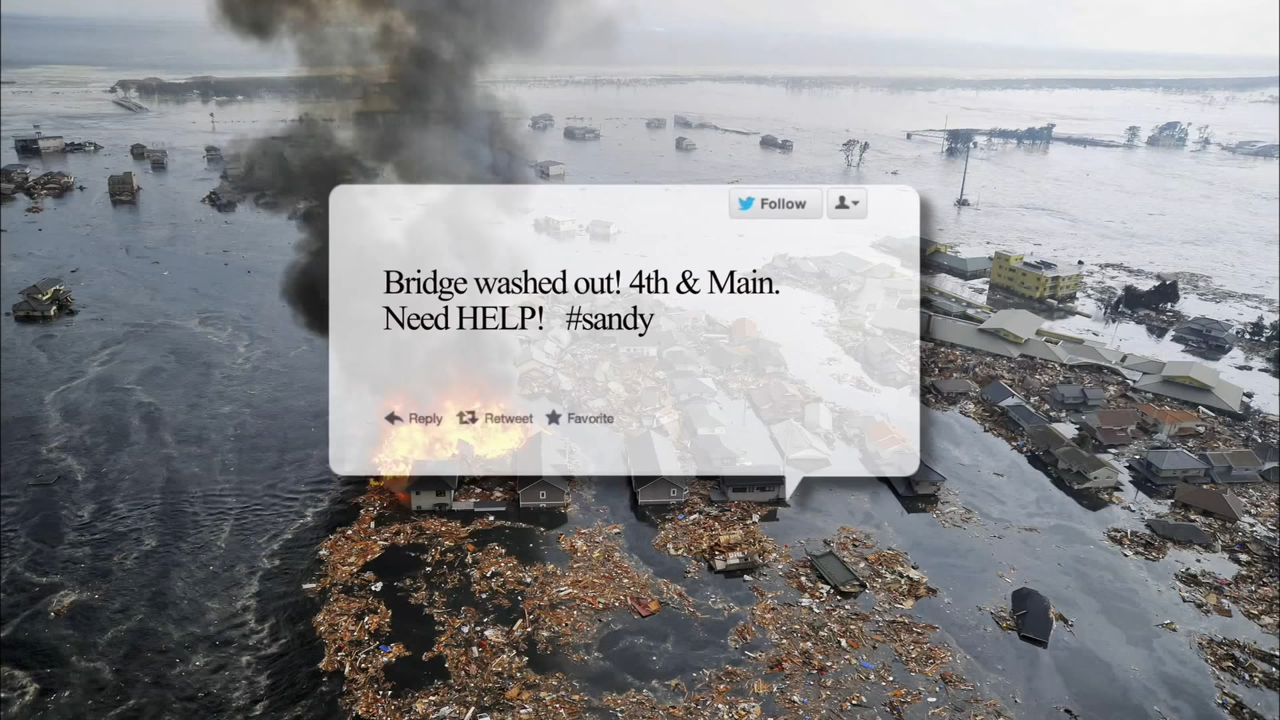 Follow
Bridge washed out! 4th & Main.
Need HELP! #sandy
Reply Retweet Favorite